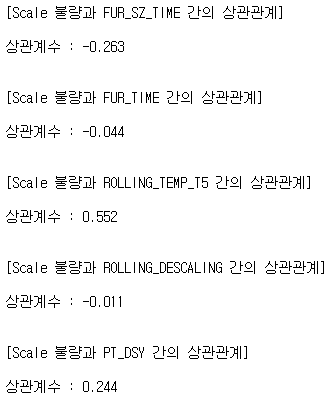 [Scale 불량과 FUR_SZ_TIME 간의 상관관계]
상관계수 : -0.263
[Scale 불량과 FUR_TIME 간의 상관관계]
상관계수 : -0.044
[Scale 불량과 ROLLING_TEMP_T5 간의 상관관계]
상관계수 : 0.552
[Scale 불량과 ROLLING_DESCALING 간의 상관관계]
상관계수 : -0.011
[Scale 불량과 PT_DSY 간의 상관관계]
상관계수 : 0.244